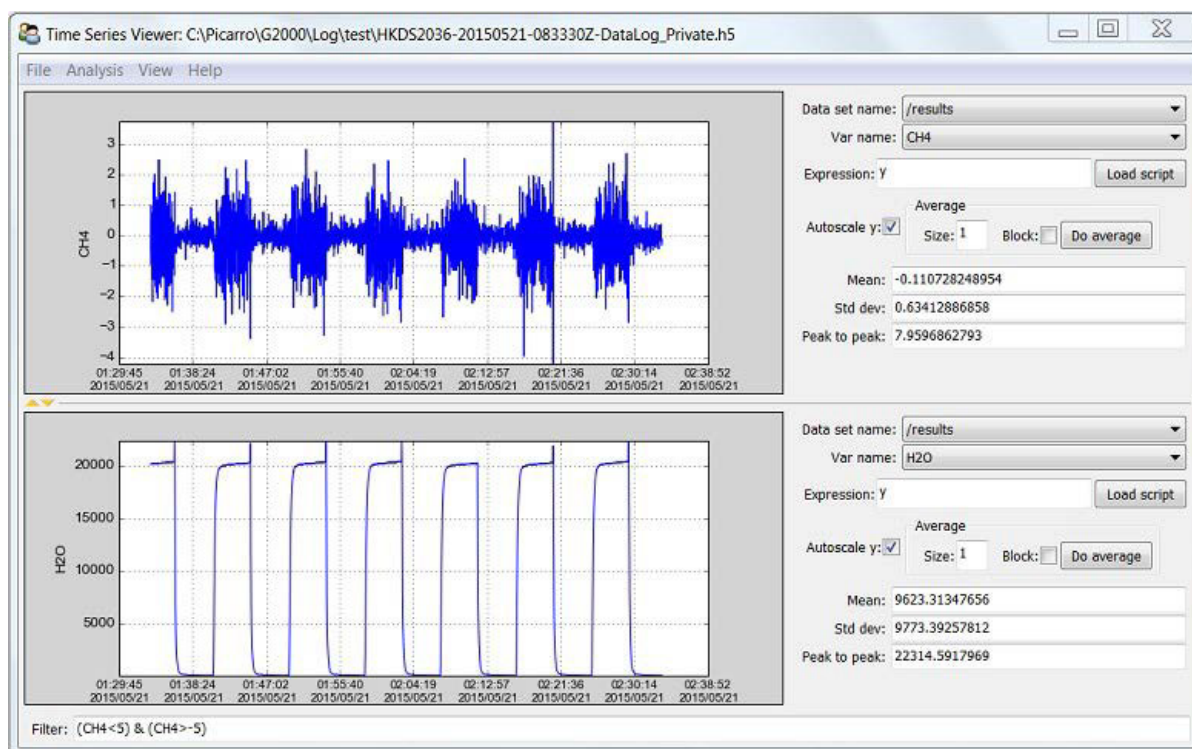 Time Series Viewer: C:\Picarro\G2000\Log\test\HKDS2036-20150521-083330Z-DataLog_Private.h5
File Analysis View Help
3
2
1
0
−1
−2
−3
−4
CH4
01:29:45 01:38:24 01:47:02 01:55:40 02:04:19 02:12:57 02:21:36 02:30:14 02:38:52
2015/05/21 2015/05/21 2015/05/21 2015/05/21 2015/05/21 2015/05/21 2015/05/21 2015/05/21 2015/05/21
Data set name: /results
Var name: CH4
Expression: y Load script
Average
Autoscale y: Size: 1 Block: Do average
Mean: -0.110728248954
Std dev: 0.63412886858
Peak to peak: 7.9596862793
20000
15000
10000
5000
H2O
01:29:45 01:38:24 01:47:02 01:55:40 02:04:19 02:12:57 02:21:36 02:30:14 02:38:52
2015/05/21 2015/05/21 2015/05/21 2015/05/21 2015/05/21 2015/05/21 2015/05/21 2015/05/21 2015/05/21
Data set name: /results
Var name: H2O
Expression: y Load script
Average
Autoscale y: Size: 1 Block: Do average
Mean: 9623.31347656
Std dev: 9773.39257812
Peak to peak: 22314.5917969
Filter: (CH4<5) & (CH4>-5)